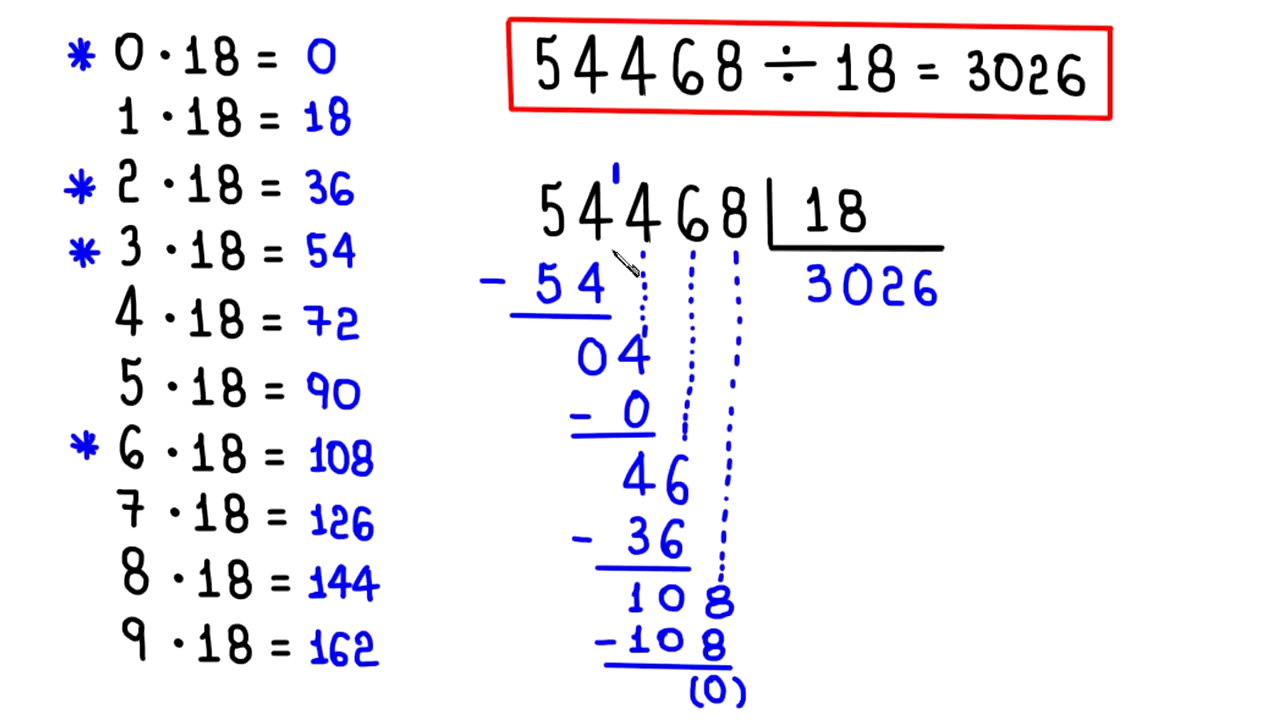 * 0 · 18 = 0
1 · 18 = 18
* 2 · 18 = 36
* 3 · 18 = 54
4 · 18 = 72
5 · 18 = 90
* 6 · 18 = 108
7 · 18 = 126
8 · 18 = 144
9 · 18 = 162
54468 ÷ 18 = 3026
54'468 | 18
- 54 3026
04
- 0
46
- 36
108
- 108
(0)